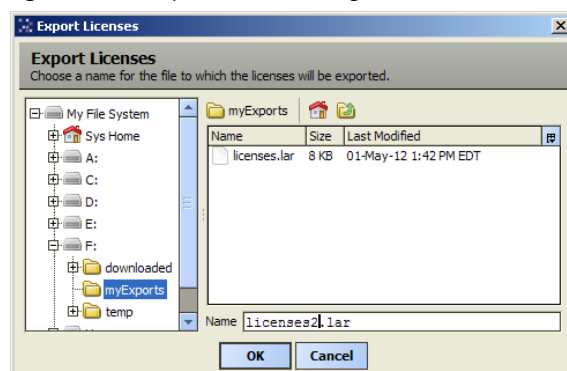 Export Licenses
Export Licenses
Choose a name for the file to which the licenses will be exported.
My File System
Sys Home
A:
C:
D:
E:
F:
downloaded
myExports
temp
myExports
Name Size Last Modified
licenses.lar 8 KB 01-May-12 1:42 PM EDT
Name licenses2.lar
OK Cancel